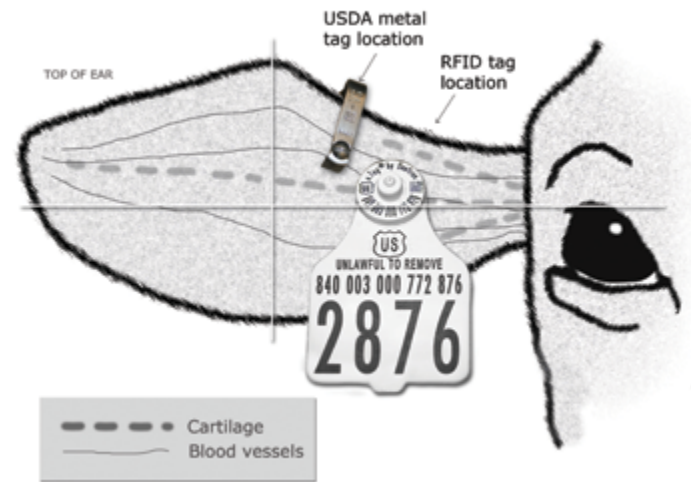 USDA metal
tag location
RFID tag
location
TOP OF EAR
US
UNLAWFUL TO REMOVE
840 003 000 772 876
2876
Cartilage
Blood vessels